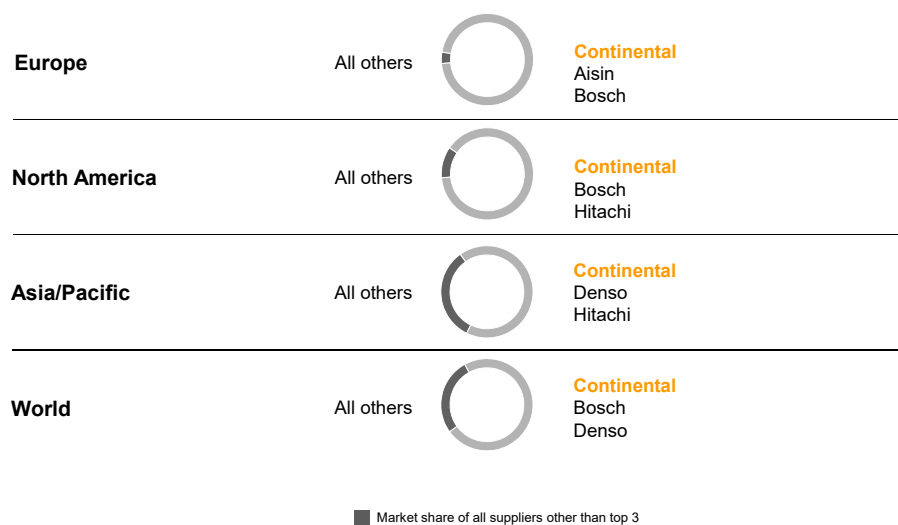 Europe
All others
Continental
Aisin
Bosch
North America
All others
Continental
Bosch
Hitachi
Asia/Pacific
All others
Continental
Denso
Hitachi
World
All others
Continental
Bosch
Denso
Market share of all suppliers other than top 3